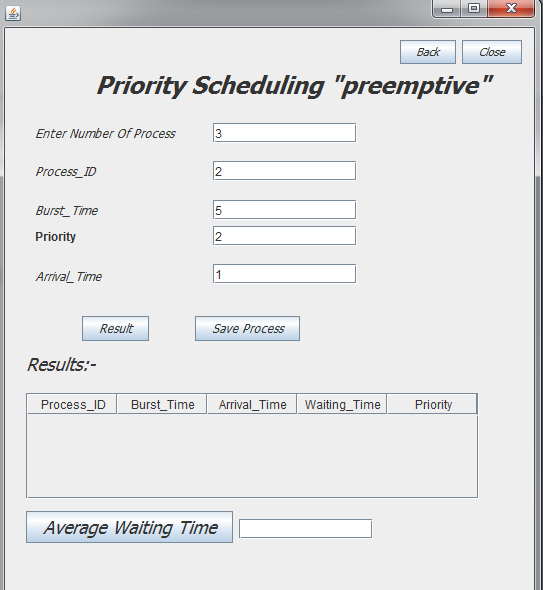 Back Close
Priority Scheduling "preemptive"
Enter Number Of Process 3
Process_ID 2
Burst_Time 5
Priority 2
Arrival_Time 1
Result Save Process
Results:-
Process_ID Burst_Time Arrival_Time Waiting_Time Priority
Average Waiting Time